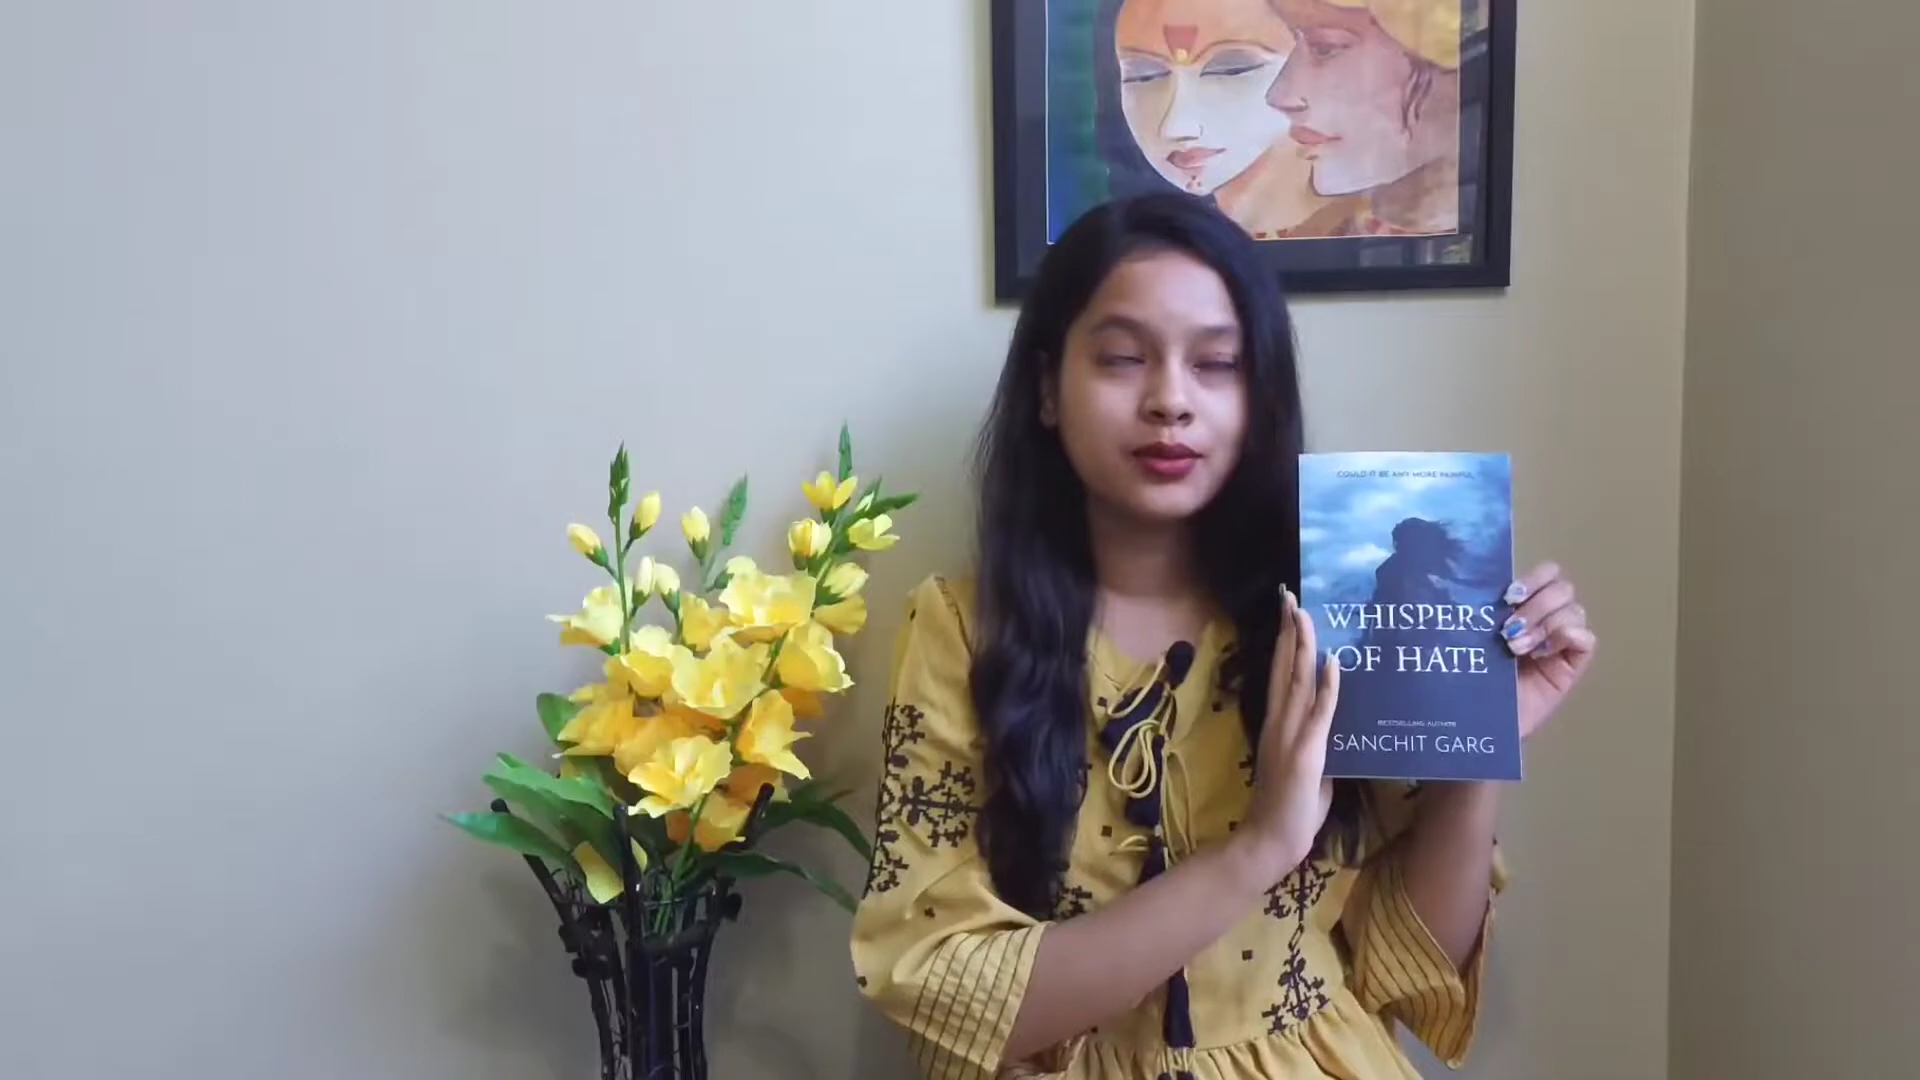 COULD IT BE ANY MORE PAINFUL
WHISPERS
OF HATE
BESTSELLING AUTHOR
SANCHIT GARG